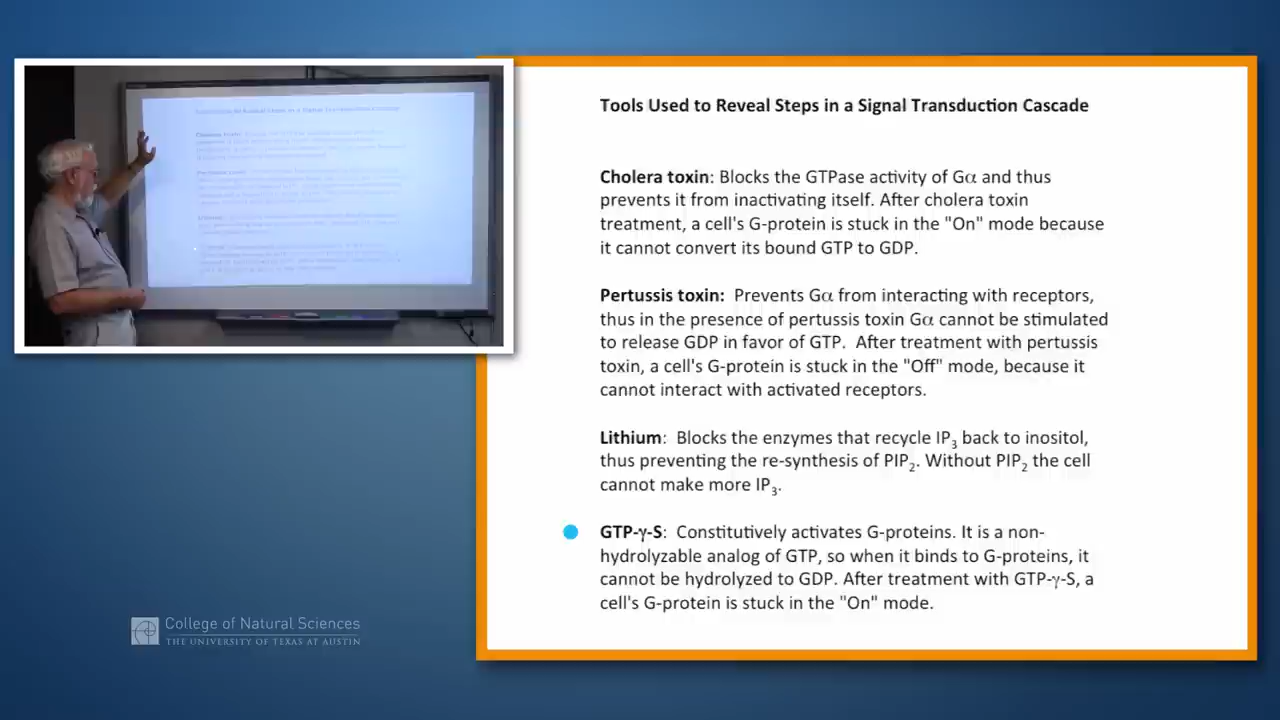 Tools Used to Reveal Steps in a Signal Transduction Cascade
Cholera toxin: Blocks the GTPase activity of Gα and thus
prevents it from inactivating itself. After cholera toxin
treatment, a cell's G-protein is stuck in the "On" mode because
it cannot convert its bound GTP to GDP.
Pertussis toxin: Prevents Gα from interacting with receptors,
thus in the presence of pertussis toxin Gα cannot be stimulated
to release GDP in favor of GTP. After treatment with pertussis
toxin, a cell's G-protein is stuck in the "Off" mode, because it
cannot interact with activated receptors.
Lithium: Blocks the enzymes that recycle IP₃ back to inositol,
thus preventing the re-synthesis of PIP₂. Without PIP₂ the cell
cannot make more IP₃.
GTP-γ-S: Constitutively activates G-proteins. It is a non-
hydrolyzable analog of GTP, so when it binds to G-proteins, it
cannot be hydrolyzed to GDP. After treatment with GTP-γ-S, a
cell's G-protein is stuck in the "On" mode.
College of Natural Sciences
THE UNIVERSITY OF TEXAS AT AUSTIN